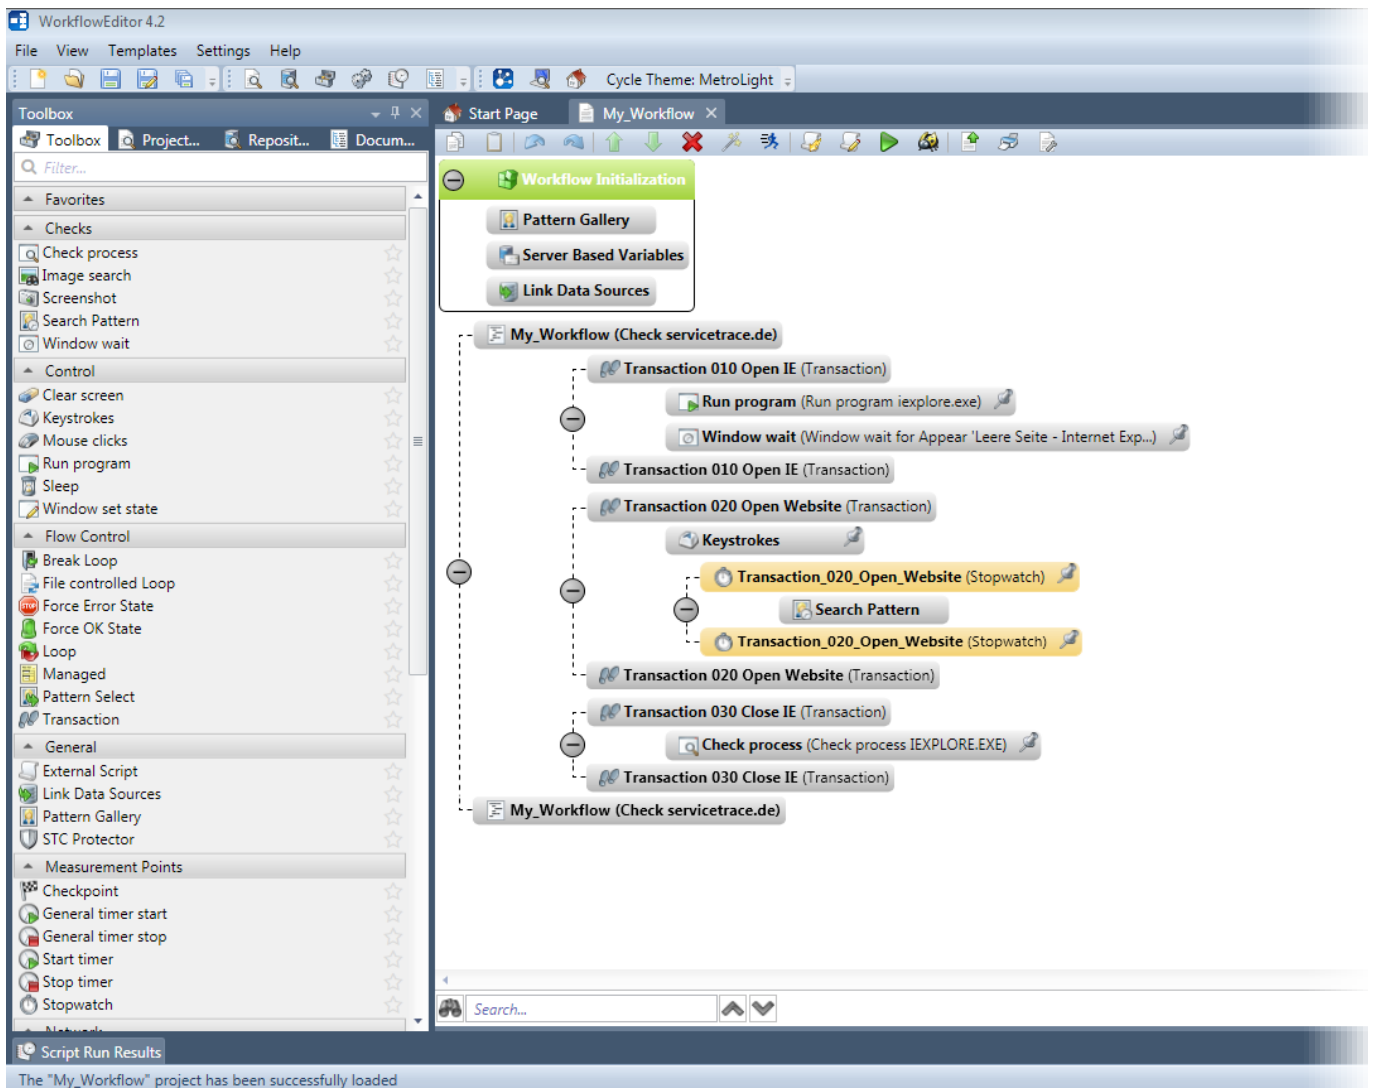 WorkflowEditor 4.2
File View Templates Settings Help
Cycle Theme: MetroLight
Toolbox
Toolbox Project... Reposit... Docum...
Filter...
Favorites
Checks
Check process
Image search
Screenshot
Search Pattern
Window wait
Control
Clear screen
Keystrokes
Mouse clicks
Run program
Sleep
Window set state
Flow Control
Break Loop
File controlled Loop
Force Error State
Force OK State
Loop
Managed
Pattern Select
Transaction
General
External Script
Link Data Sources
Pattern Gallery
STC Protector
Measurement Points
Checkpoint
General timer start
General timer stop
Start timer
Stop timer
Stopwatch
Network
Start Page My_Workflow
Workflow Initialization
Pattern Gallery
Server Based Variables
Link Data Sources
My_Workflow (Check servicetrace.de)
Transaction 010 Open IE (Transaction)
Run program (Run program iexplore.exe)
Window wait (Window wait for Appear 'Leere Seite - Internet Exp...)
Transaction 010 Open IE (Transaction)
Transaction 020 Open Website (Transaction)
Keystrokes
Transaction_020_Open_Website (Stopwatch)
Search Pattern
Transaction_020_Open_Website (Stopwatch)
Transaction 020 Open Website (Transaction)
Transaction 030 Close IE (Transaction)
Check process (Check process IEXPLORE.EXE)
Transaction 030 Close IE (Transaction)
My_Workflow (Check servicetrace.de)
Search...
Script Run Results
The "My_Workflow" project has been successfully loaded